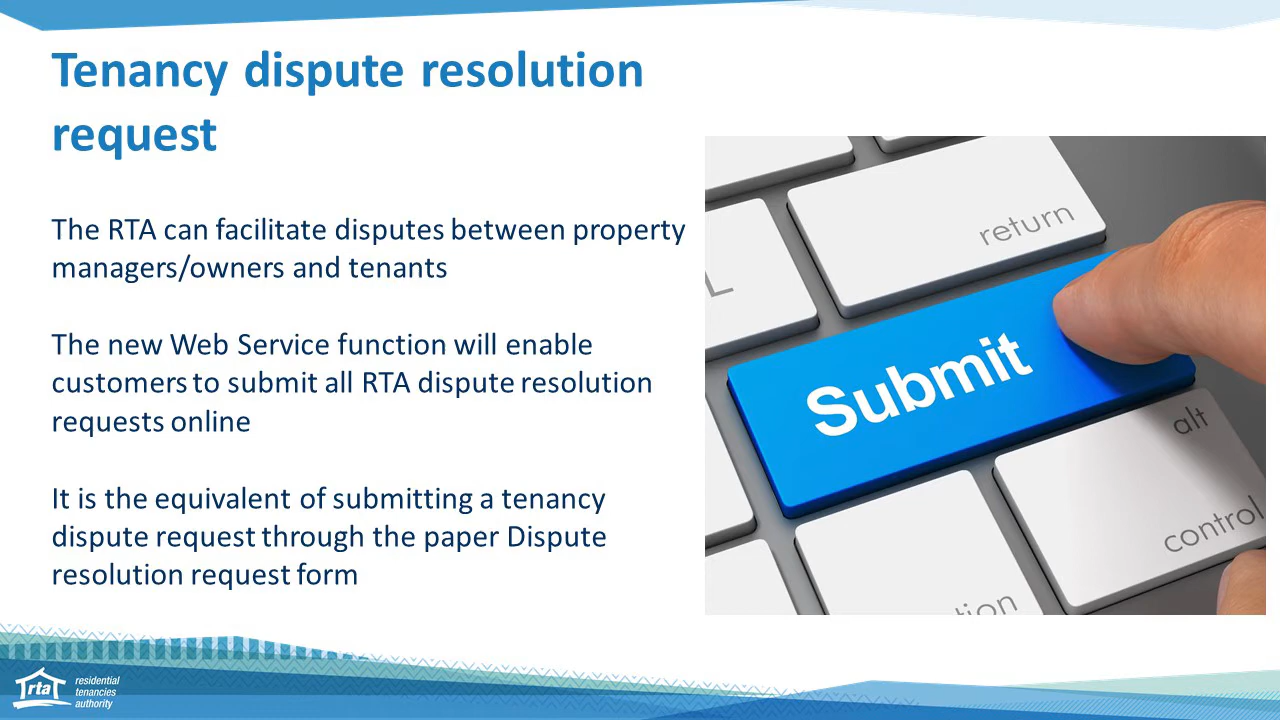 Tenancy dispute resolution
request
The RTA can facilitate disputes between property
managers/owners and tenants
The new Web Service function will enable
customers to submit all RTA dispute resolution
requests online
It is the equivalent of submitting a tenancy
dispute request through the paper Dispute
resolution request form
return
L
Submit
alt
control
tion
rta
residential
tenancies
authority